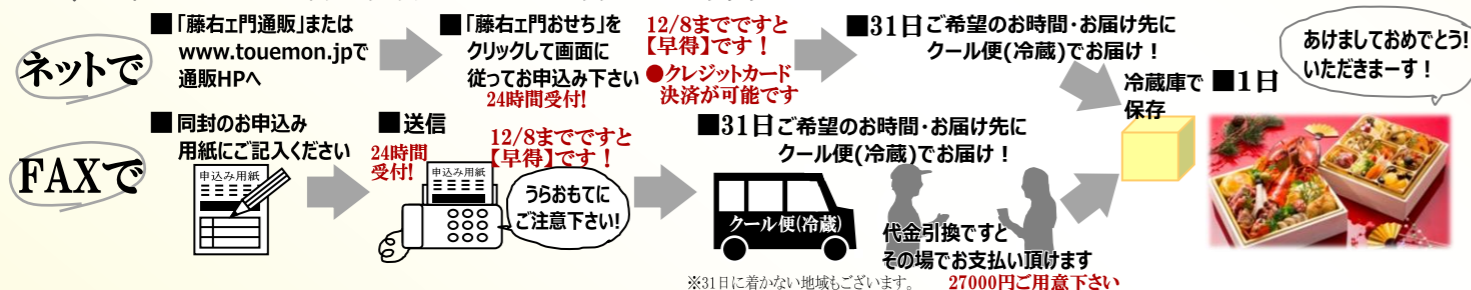 ネットで
■「藤右ェ門通販」または
www.touemon.jpで
通販HPへ
■「藤右ェ門おせち」を
クリックして画面に
従ってお申込み下さい
24時間受付!
12/8までですと
【早得】です！
●クレジットカード
決済が可能です
■31日ご希望のお時間・お届け先に
クール便(冷蔵)でお届け！
冷蔵庫で
保存
■1日
あけましておめでとう!
いただきまーす！
FAXで
■同封のお申込み
用紙にご記入ください
申込み用紙
■送信
24時間
受付!
12/8までですと
【早得】です！
申込み用紙
うらおもてに
ご注意下さい!
■31日ご希望のお時間・お届け先に
クール便(冷蔵)でお届け！
クール便(冷蔵)
代金引換ですと
その場でお支払い頂けます
※31日に着かない地域もございます。
27000円ご用意下さい